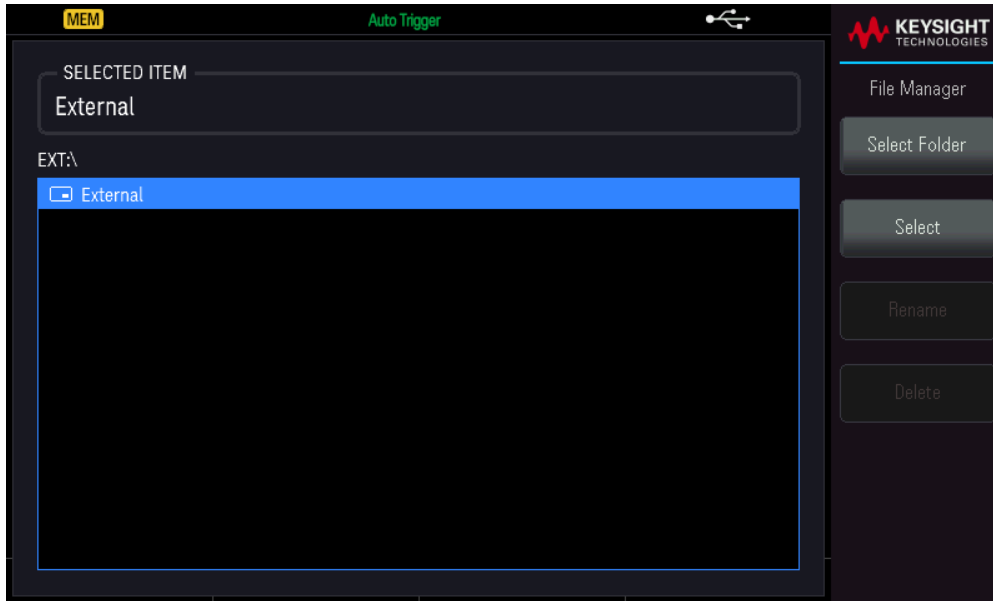 MEM
Auto Trigger
KEYSIGHT
TECHNOLOGIES
File Manager
SELECTED ITEM
External
EXT:\
External
Select Folder
Select
Rename
Delete